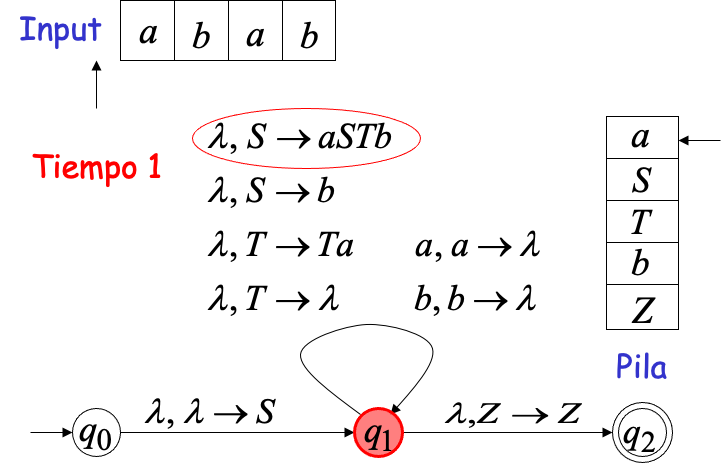 Input a b a b
Tiempo 1
λ, S → aSTb
λ, S → b
λ, T → Ta a, a → λ
λ, T → λ b, b → λ
a
S
T
b
Z
Pila
q0 λ, λ → S q1 λ,Z → Z q2